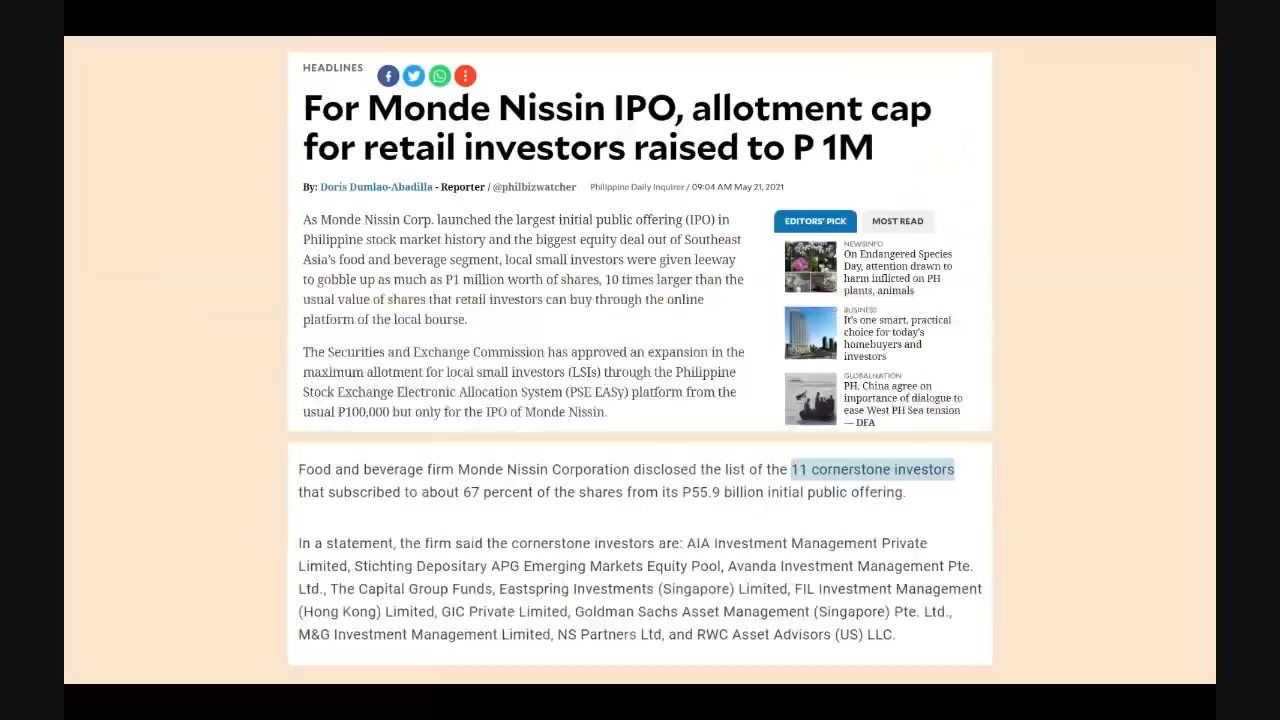 HEADLINES
For Monde Nissin IPO, allotment cap
for retail investors raised to P 1M
By: Doris Dumlao-Abadilla - Reporter / @philbizwatcher Philippine Daily Inquirer / 09:04 AM May 21, 2021
As Monde Nissin Corp. launched the largest initial public offering (IPO) in
Philippine stock market history and the biggest equity deal out of Southeast
Asia's food and beverage segment, local small investors were given leeway
to gobble up as much as P1 million worth of shares, 10 times larger than the
usual value of shares that retail investors can buy through the online
platform of the local bourse.
The Securities and Exchange Commission has approved an expansion in the
maximum allotment for local small investors (LSIs) through the Philippine
Stock Exchange Electronic Allocation System (PSE EASy) platform from the
usual P100,000 but only for the IPO of Monde Nissin.
EDITORS' PICK MOST READ
NEWSINFO
On Endangered Species
Day, attention drawn to
harm inflicted on PH
plants, animals
BUSINESS
It's one smart, practical
choice for today's
homebuyers and
investors
GLOBALNATION
PH, China agree on
importance of dialogue to
ease West PH Sea tension
— DFA
Food and beverage firm Monde Nissin Corporation disclosed the list of the 11 cornerstone investors
that subscribed to about 67 percent of the shares from its P55.9 billion initial public offering.
In a statement, the firm said the cornerstone investors are: AIA Investment Management Private
Limited, Stichting Depositary APG Emerging Markets Equity Pool, Avanda Investment Management Pte.
Ltd., The Capital Group Funds, Eastspring Investments (Singapore) Limited, FIL Investment Management
(Hong Kong) Limited, GIC Private Limited, Goldman Sachs Asset Management (Singapore) Pte. Ltd.,
M&G Investment Management Limited, NS Partners Ltd, and RWC Asset Advisors (US) LLC.